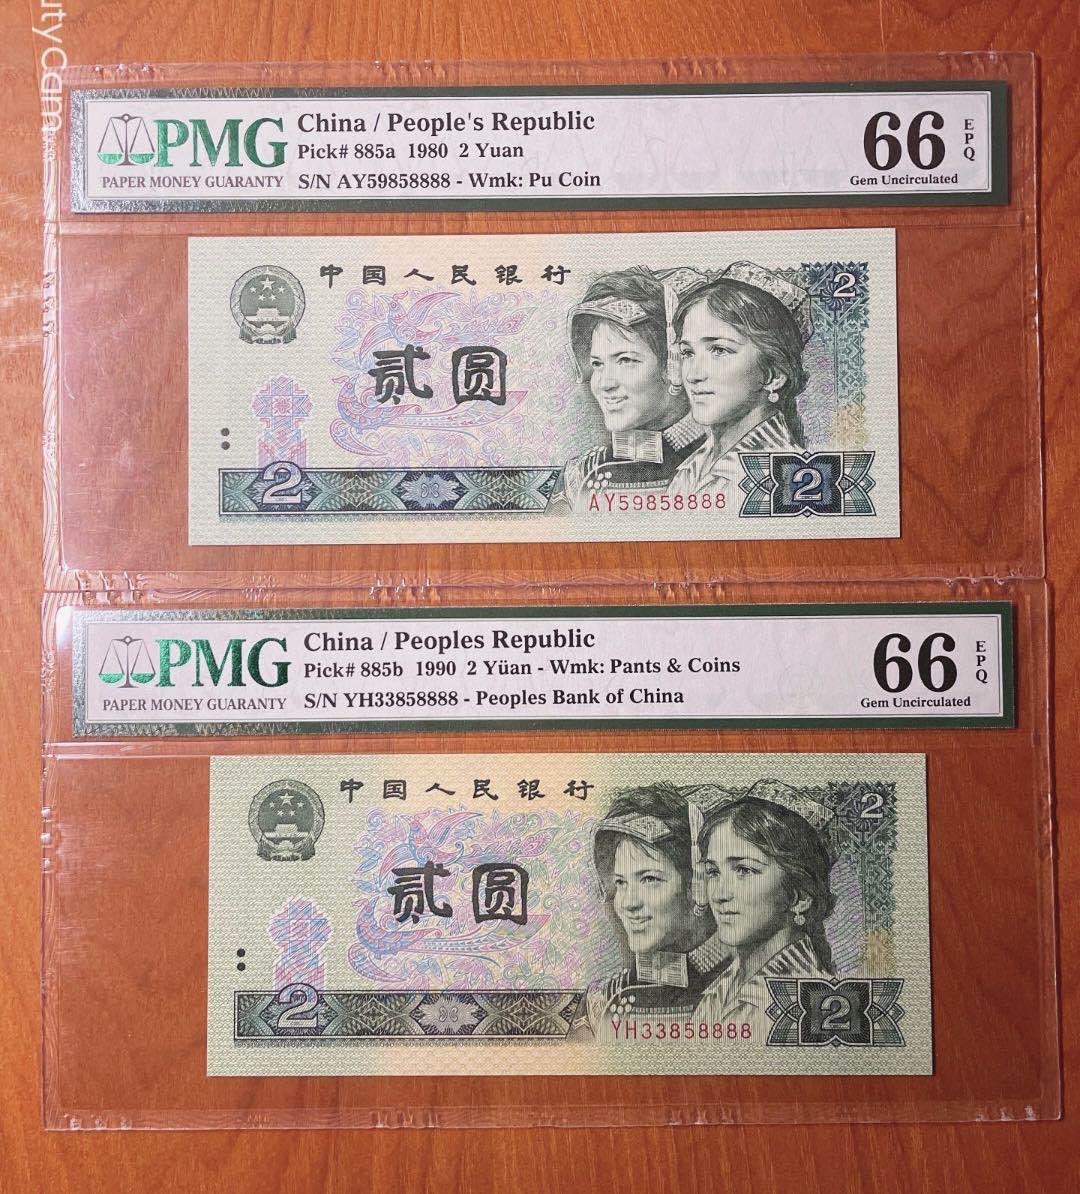 utyCam
PMG
PAPER MONEY GUARANTY
China / People's Republic
Pick# 885a 1980 2 Yuan
S/N AY59858888 - Wmk: Pu Coin
66
EPQ
Gem Uncirculated
中国人民银行
2
贰圆
2
AY59858888
2
PMG
PAPER MONEY GUARANTY
China / Peoples Republic
Pick# 885b 1990 2 Yüan - Wmk: Pants & Coins
S/N YH33858888 - Peoples Bank of China
66
EPQ
Gem Uncirculated
中国人民银行
2
贰圆
2
YH33858888
2